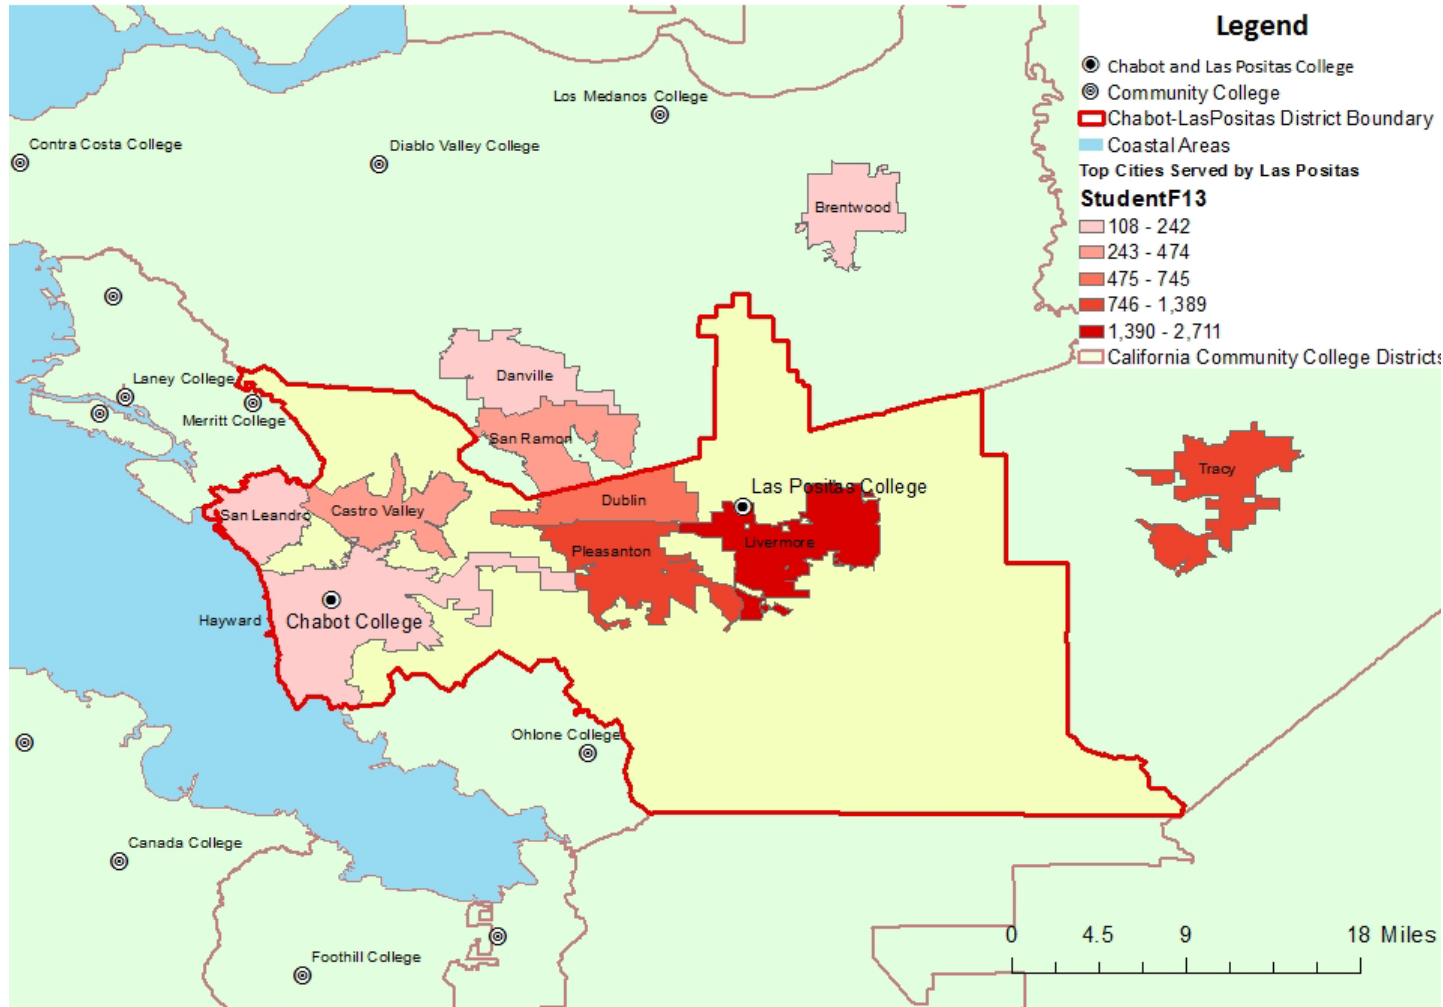 Legend
Chabot and Las Positas College
Community College
Chabot-LasPositas District Boundary
Coastal Areas
Top Cities Served by Las Positas
StudentF13
108 - 242
243 - 474
475 - 745
746 - 1,389
1,390 - 2,711
California Community College Districts
Los Medanos College
Contra Costa College
Diablo Valley College
Brentwood
Laney College
Danville
Merritt College
San Ramon
Tracy
Las Positas College
Dublin
San Leandro
Castro Valley
Livermore
Pleasanton
Hayward
Chabot College
Ohlone College
Canada College
Foothill College
0 4.5 9 18 Miles